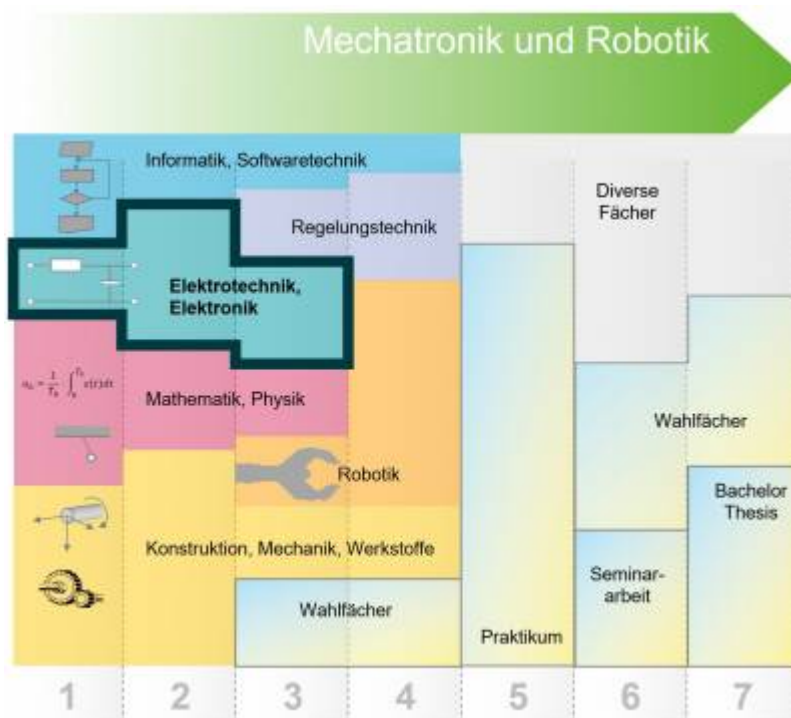 Mechatronik und Robotik
Informatik, Softwaretechnik
Diverse
Fächer
Regelungstechnik
Elektrotechnik,
Elektronik
Mathematik, Physik
Wahlfächer
Robotik
Bachelor
Thesis
Konstruktion, Mechanik, Werkstoffe
Seminar-
arbeit
Wahlfächer
Praktikum
1 2 3 4 5 6 7